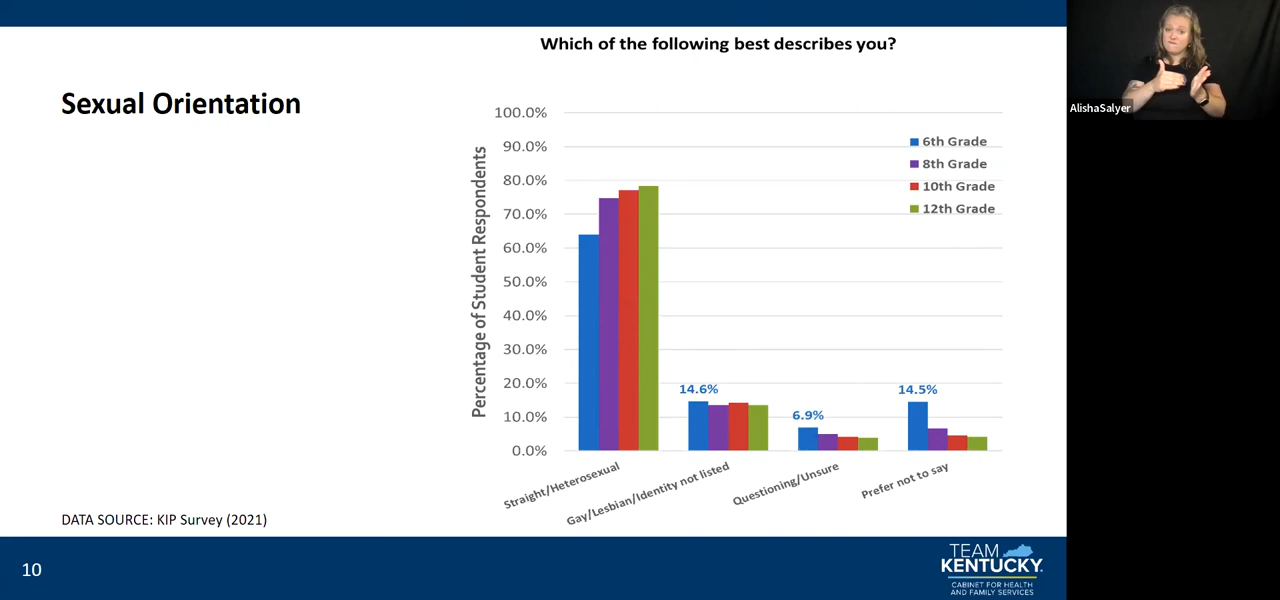 Which of the following best describes you?
Sexual Orientation
AlishaSalyer
Percentage of Student Respondents
100.0%
90.0%
80.0%
70.0%
60.0%
50.0%
40.0%
30.0%
20.0%
10.0%
0.0%
6th Grade
8th Grade
10th Grade
12th Grade
14.6%
6.9%
14.5%
Straight/Heterosexual
Gay/Lesbian/Identity not listed
Questioning/Unsure
Prefer not to say
DATA SOURCE: KIP Survey (2021)
10
TEAM
KENTUCKY.
CABINET FOR HEALTH
AND FAMILY SERVICES